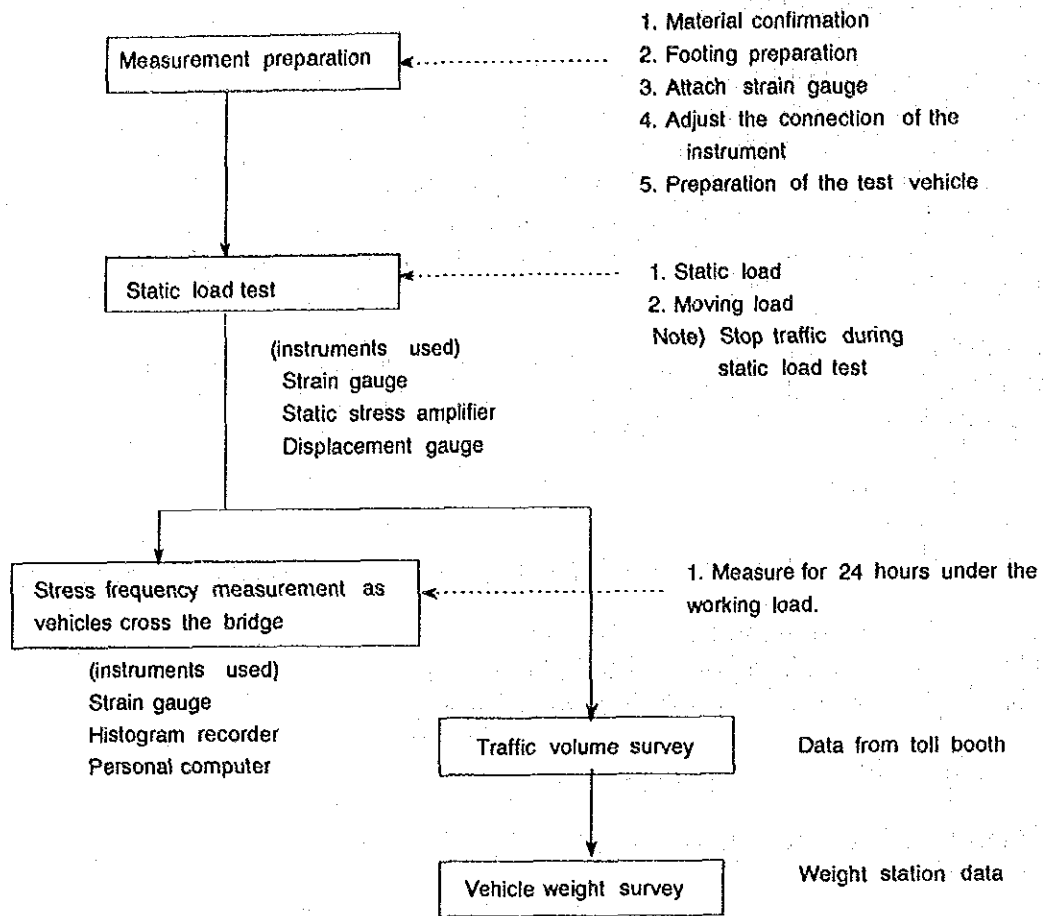 Measurement preparation
1. Material confirmation
2. Footing preparation
3. Attach strain gauge
4. Adjust the connection of the
instrument
5. Preparation of the test vehicle
Static load test
1. Static load
2. Moving load
Note) Stop traffic during
static load test
(instruments used)
Strain gauge
Static stress amplifier
Displacement gauge
Stress frequency measurement as
vehicles cross the bridge
1. Measure for 24 hours under the
working load.
(instruments used)
Strain gauge
Histogram recorder
Personal computer
Traffic volume survey
Data from toll booth
Vehicle weight survey
Weight station data